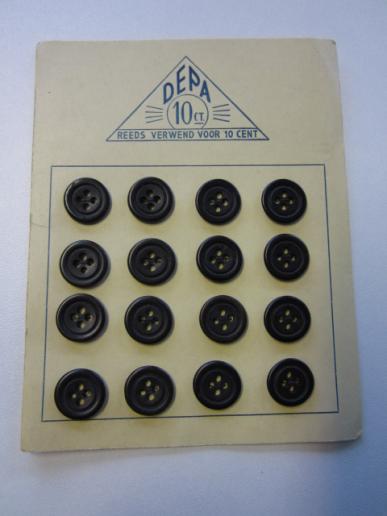 DEPA
10 CT.
REEDS VERWEND VOOR 10 CENT